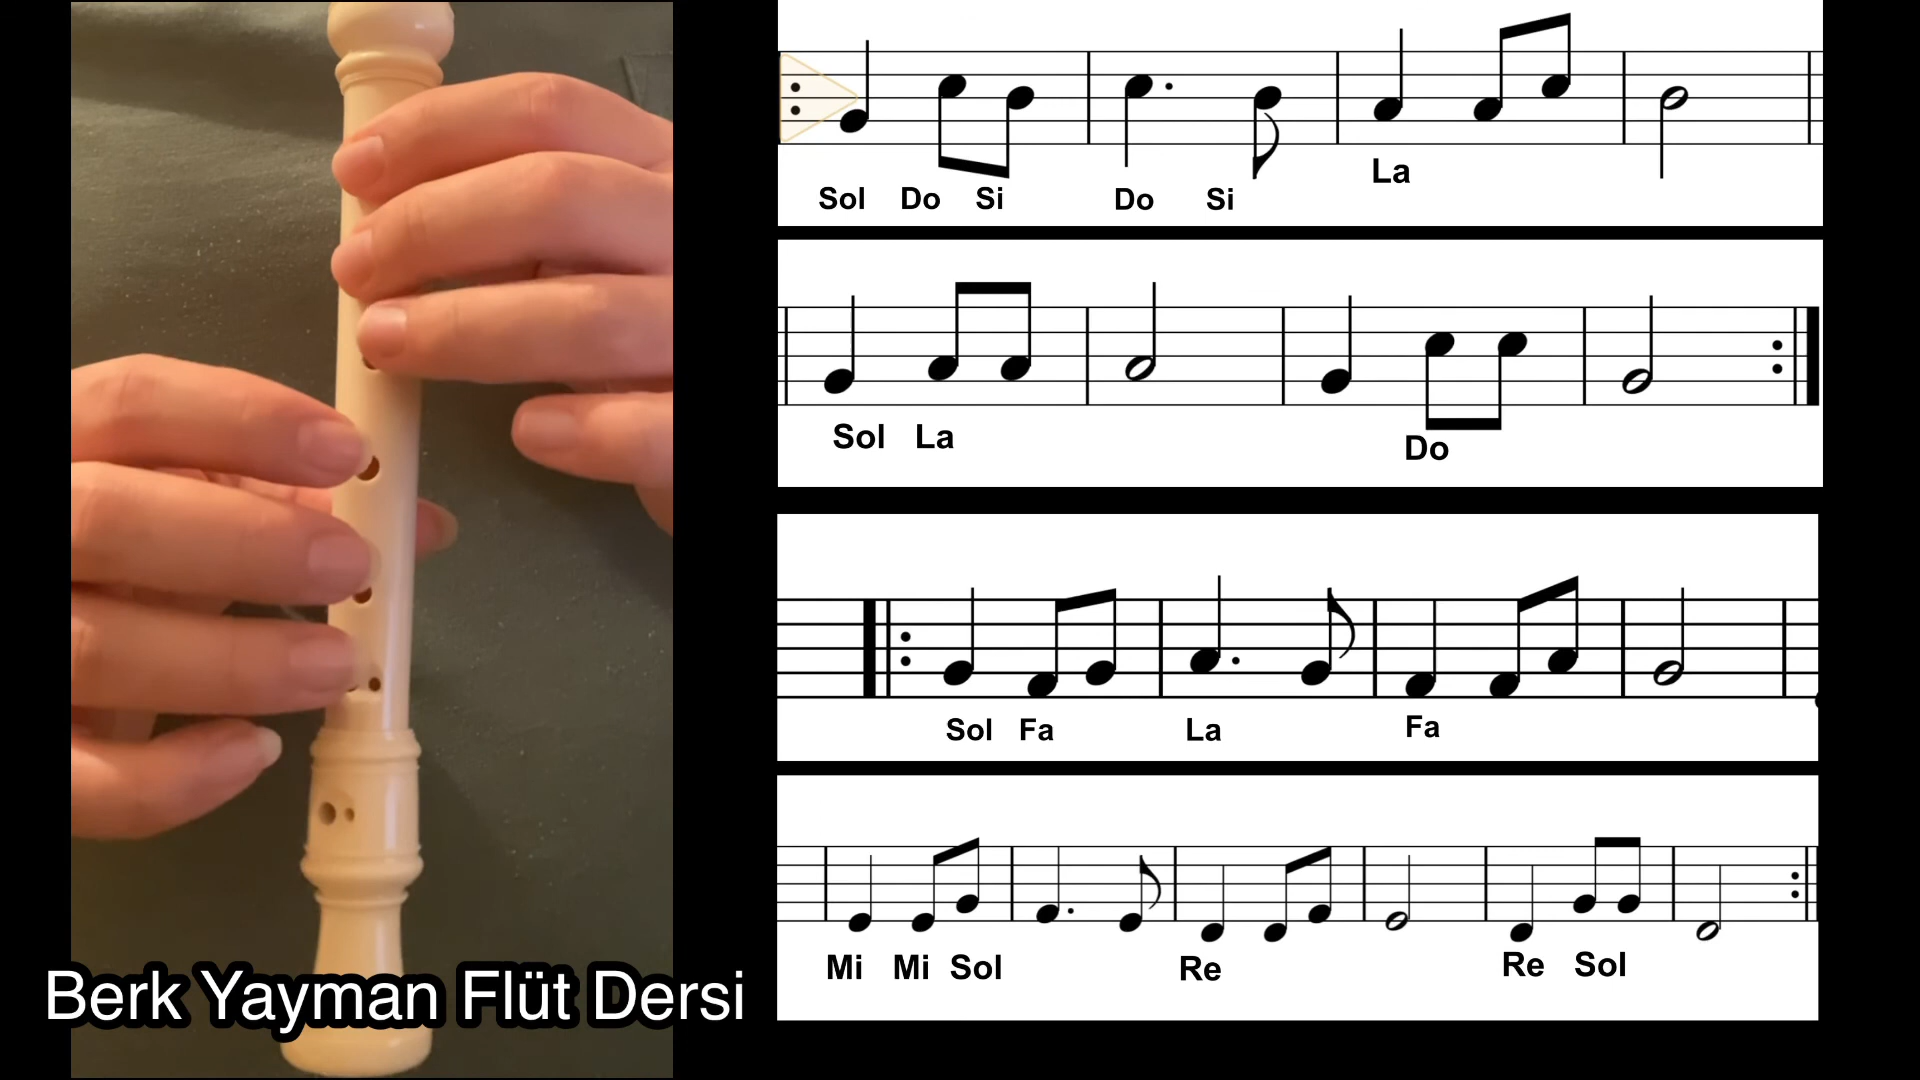 Sol Do Si Do Si La
Sol La Do
Sol Fa La Fa
Mi Mi Sol Re Re Sol
Berk Yayman Flüt Dersi